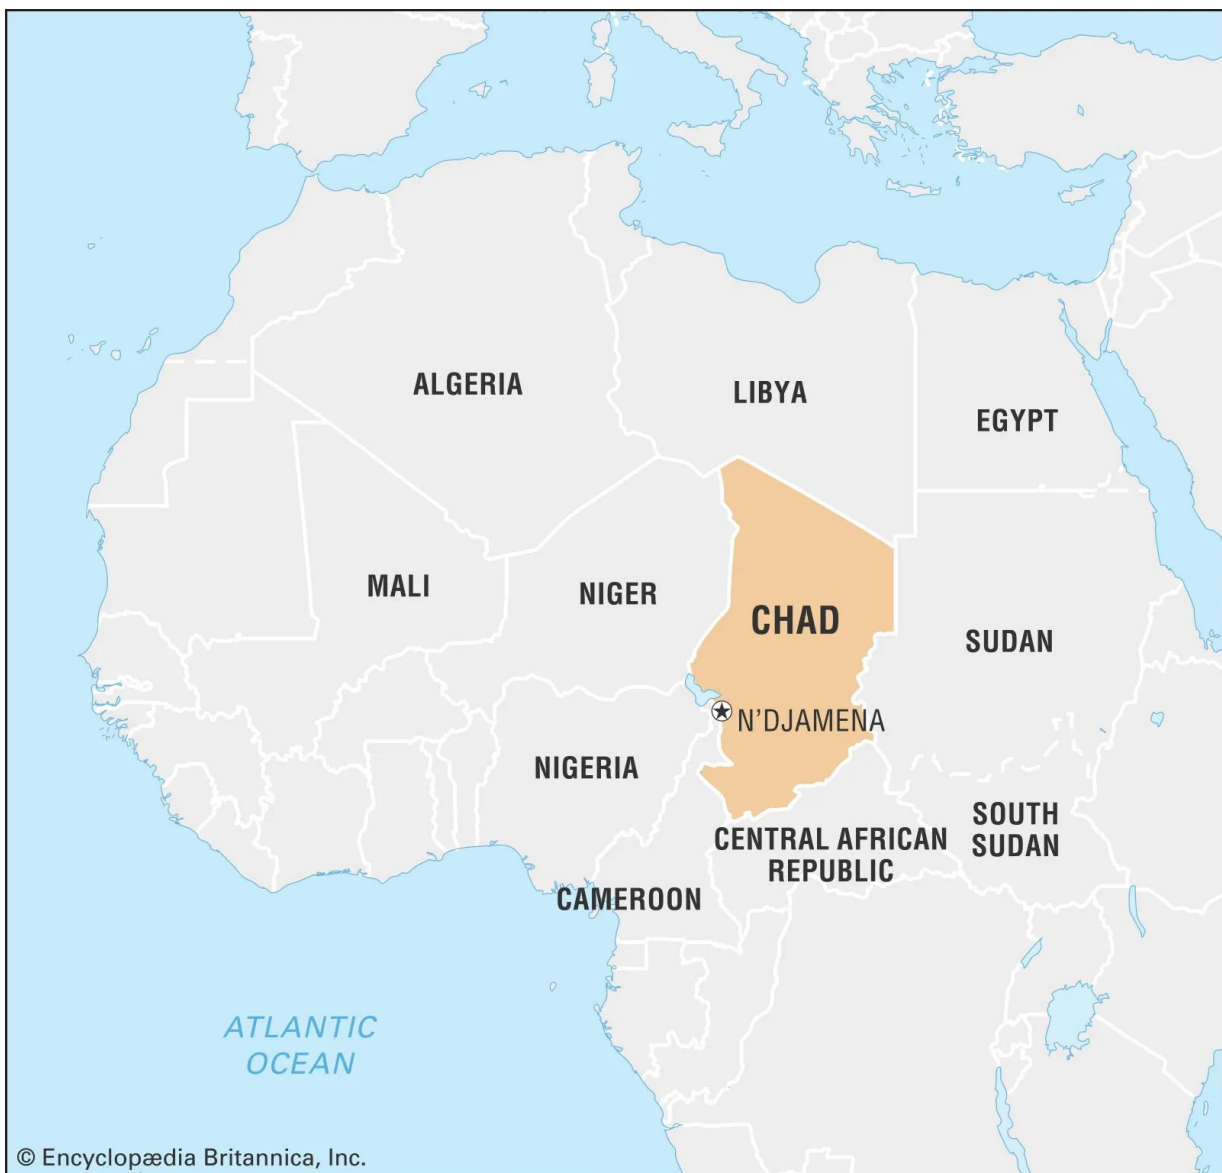 ALGERIA
LIBYA
EGYPT
MALI
NIGER
CHAD
SUDAN
N’DJAMENA
NIGERIA
SOUTH
SUDAN
CENTRAL AFRICAN
REPUBLIC
CAMEROON
ATLANTIC
OCEAN
© Encyclopædia Britannica, Inc.